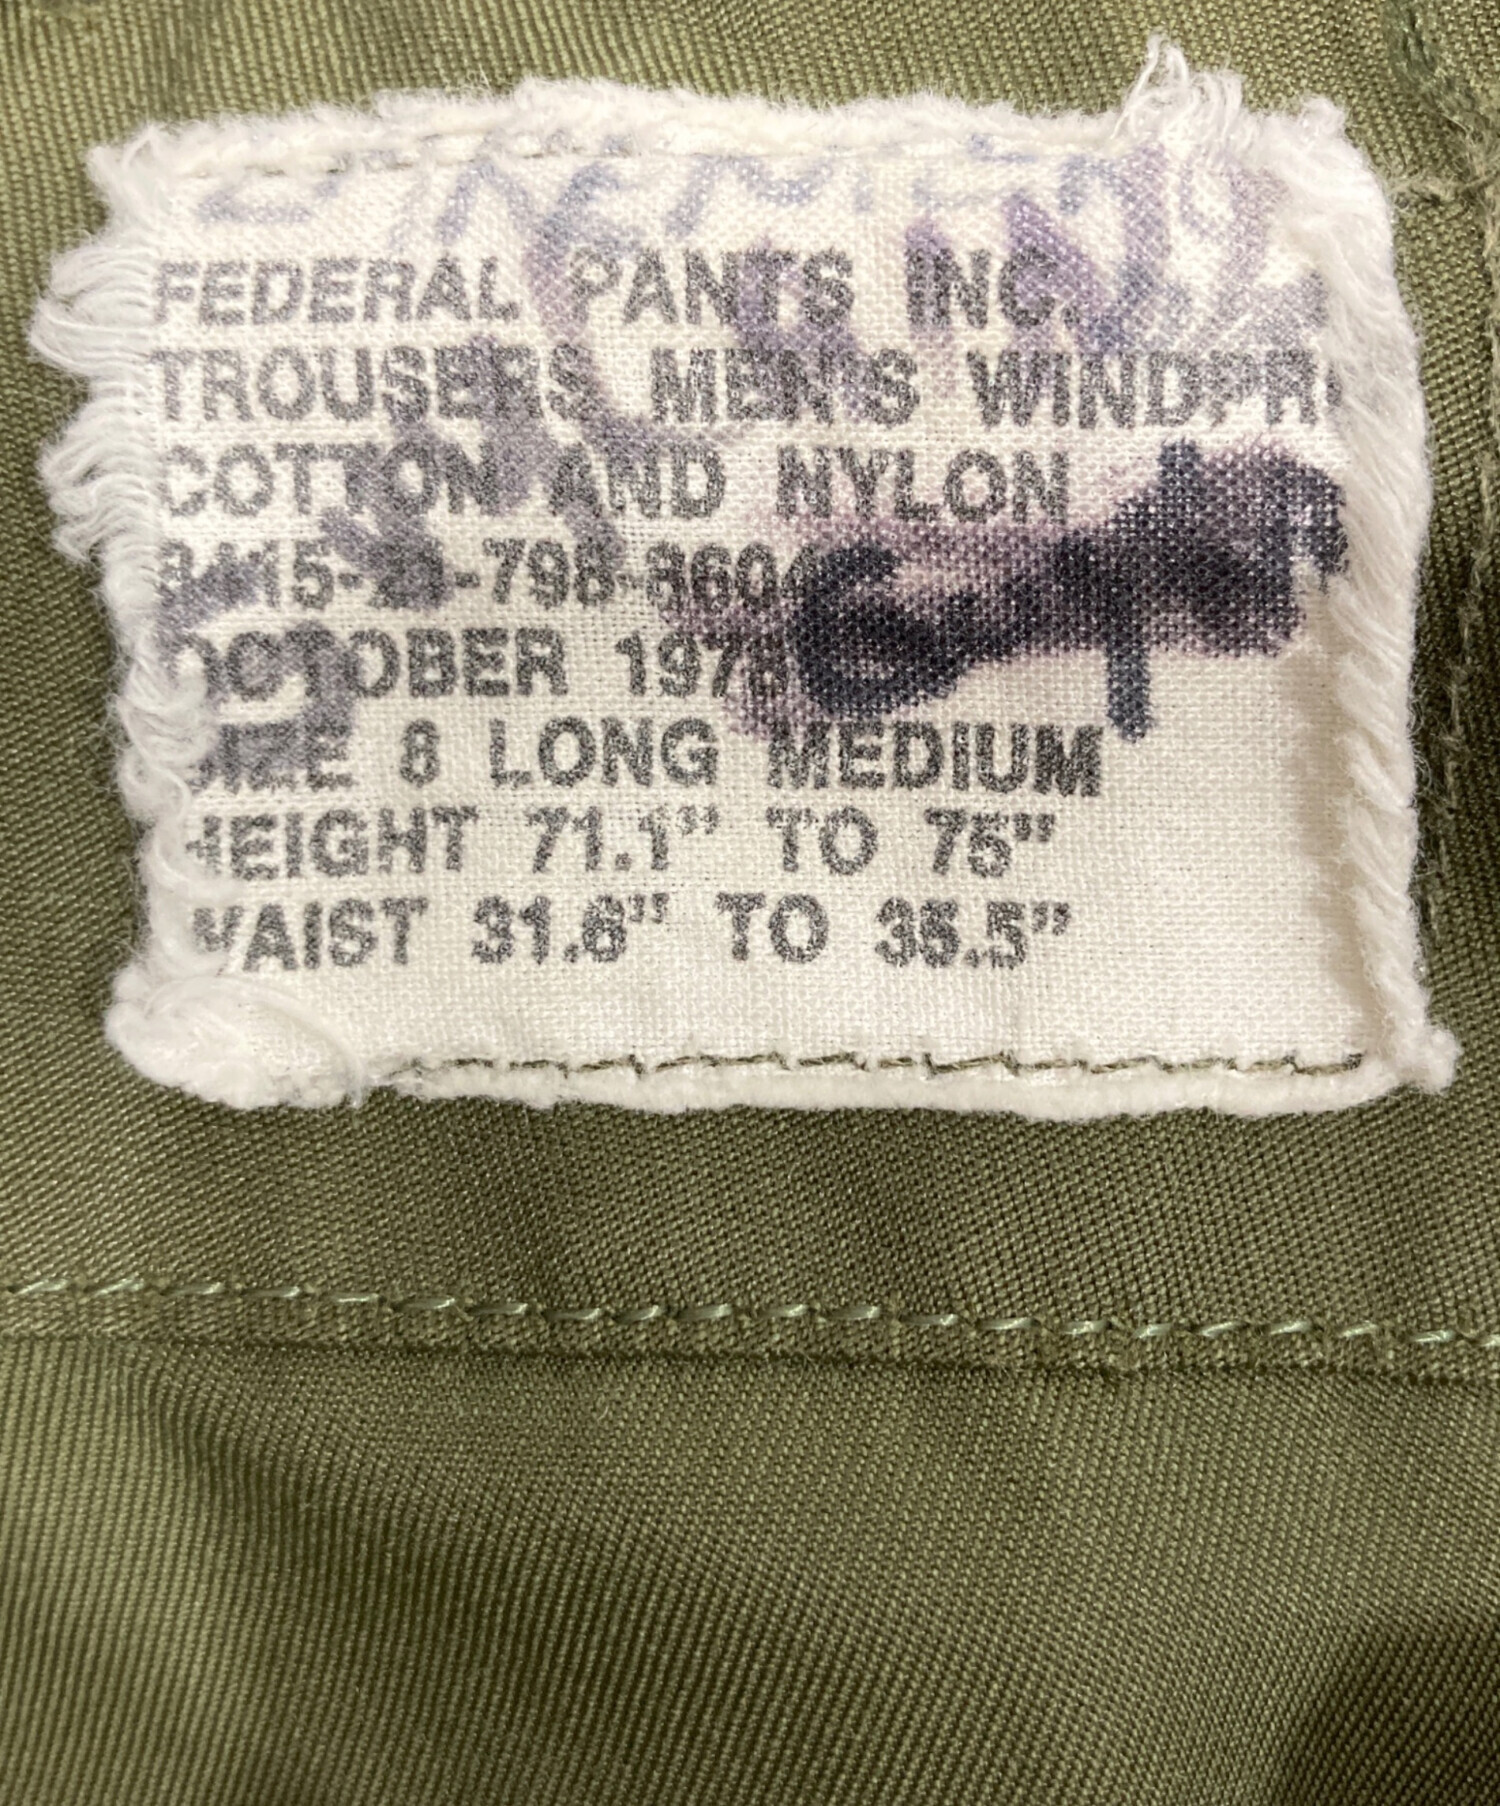 FEDERAL PANTS INC.
TROUSERS MEN'S WINDPR
COTTON AND NYLON
OCTOBER
SIZE 8 LONG MEDIUM
HEIGHT 71.1" TO 75"
WAIST 31.6" TO 35.5"